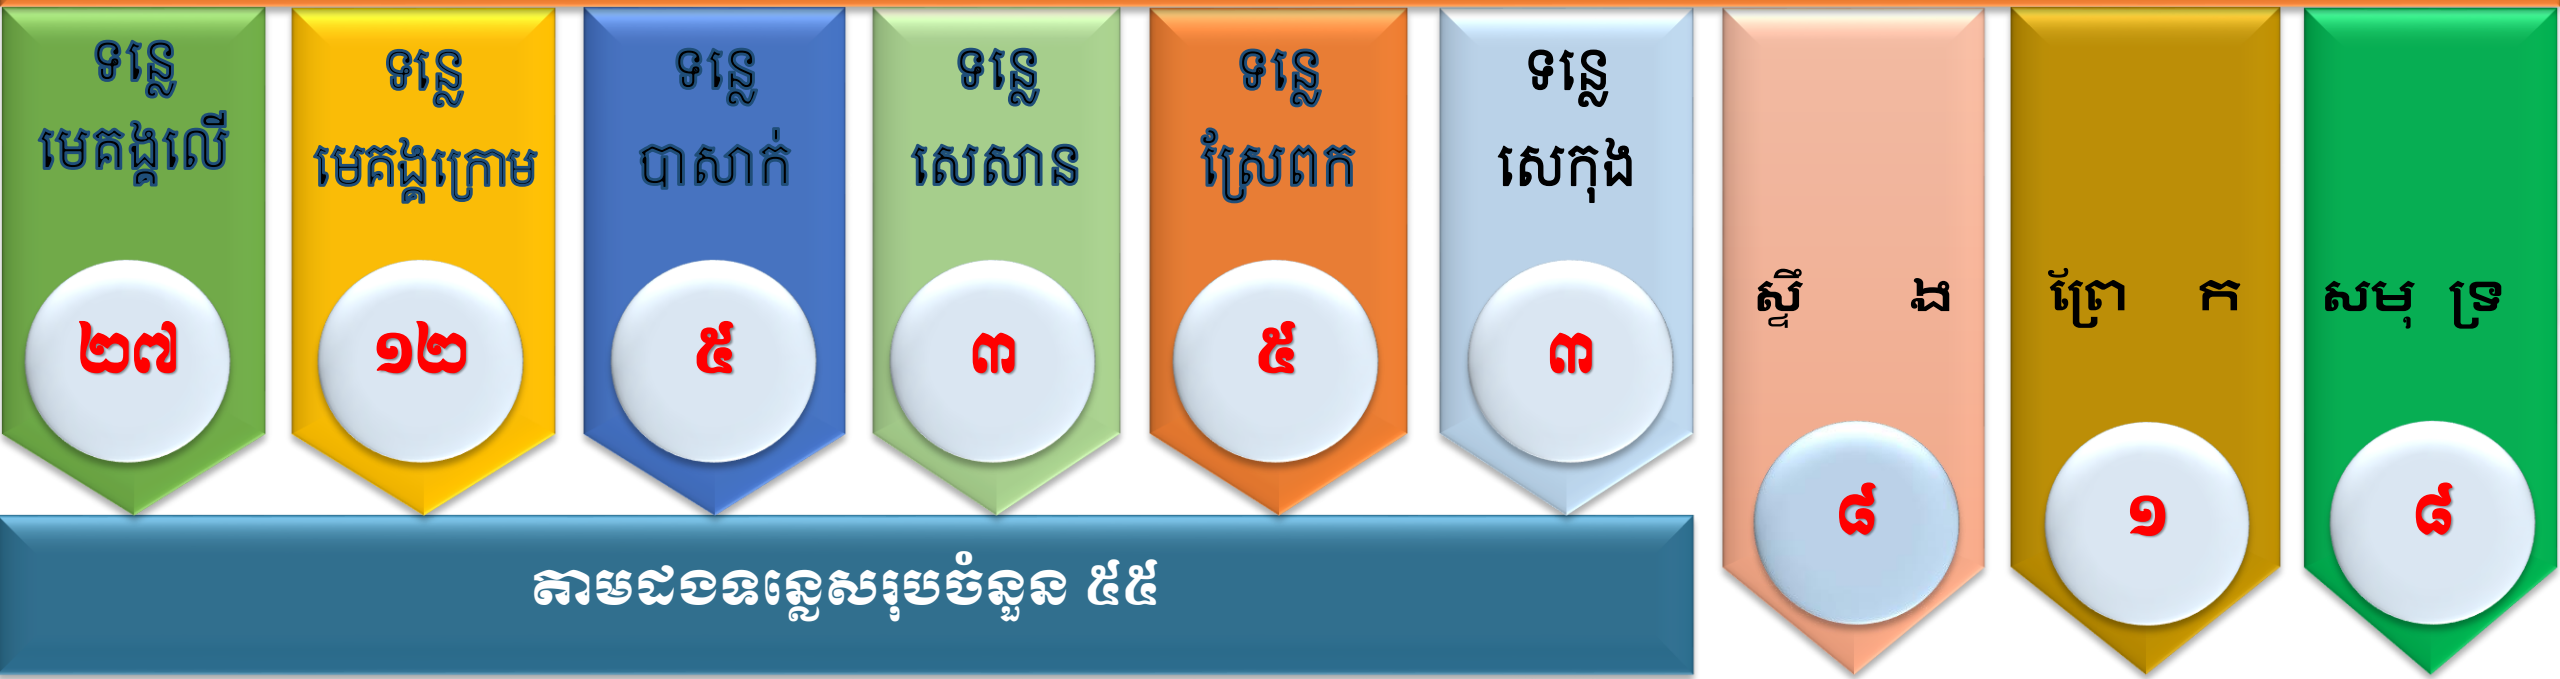 ទន្លេ
មេគង្គលើ
២៧
ទន្លេ
មេគង្គក្រោម
១២
ទន្លេ
បាសាក់
៥
ទន្លេ
សេសាន
៣
ទន្លេ
ស្រែពក
៥
ទន្លេ
សេកុង
៣
ស្ទឹង
៨
ព្រែក
១
សមុទ្រ
៨
តាមដងទន្លេសរុបចំនួន ៥៥